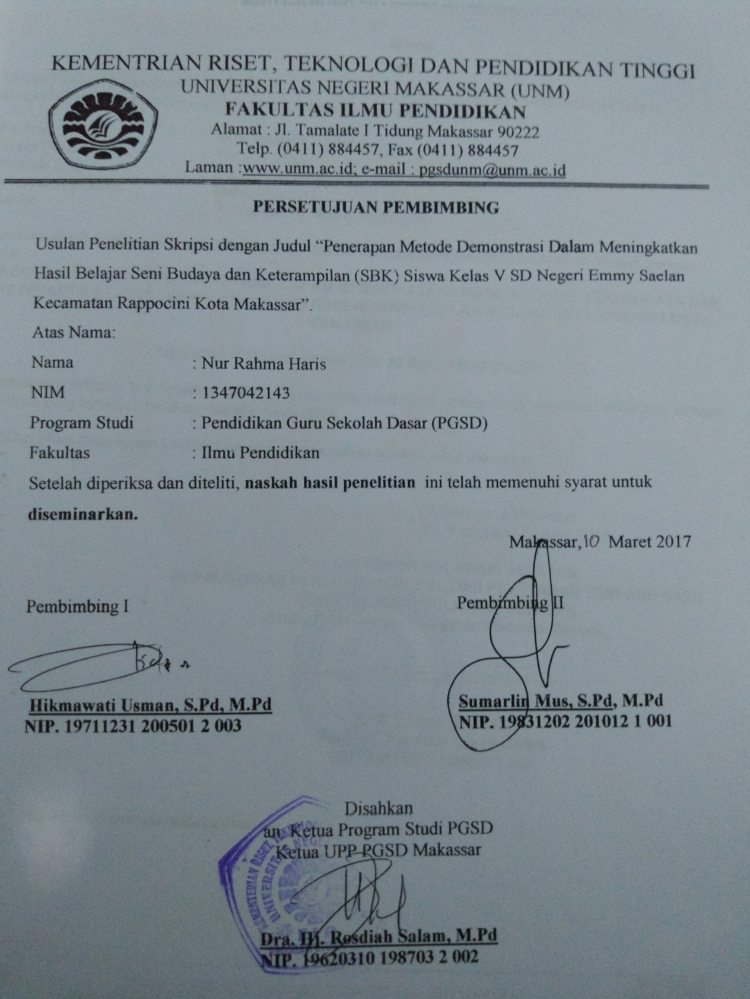 KEMENTRIAN RISET, TEKNOLOGI DAN PENDIDIKAN TINGGI
UNIVERSITAS NEGERI MAKASSAR (UNM)
FAKULTAS ILMU PENDIDIKAN
Alamat : Jl. Tamalate I Tidung Makassar 90222
Telp. (0411) 884457, Fax (0411) 884457
Laman :www.unm.ac.id; e-mail : pgsdunm@unm.ac.id
PERSETUJUAN PEMBIMBING
Usulan Penelitian Skripsi dengan Judul “Penerapan Metode Demonstrasi Dalam Meningkatkan
Hasil Belajar Seni Budaya dan Keterampilan (SBK) Siswa Kelas V SD Negeri Emmy Saelan
Kecamatan Rappocini Kota Makassar”.
Atas Nama:
Nama : Nur Rahma Haris
NIM : 1347042143
Program Studi : Pendidikan Guru Sekolah Dasar (PGSD)
Fakultas : Ilmu Pendidikan
Setelah diperiksa dan diteliti, naskah hasil penelitian ini telah memenuhi syarat untuk
diseminarkan.
Makassar, 10 Maret 2017
Pembimbing I Pembimbing II
Hikmawati Usman, S.Pd, M.Pd Sumarlin Mus, S.Pd, M.Pd
NIP. 19711231 200501 2 003 NIP. 19831202 201012 1 001
Disahkan
an. Ketua Program Studi PGSD
Ketua UPP PGSD Makassar
KEMENTERIAN RISET, TEKNOLOGI
UNIVERSITAS NEGE
Dra. Hj. Rosdiah Salam, M.Pd
NIP. 19620310 198703 2 002